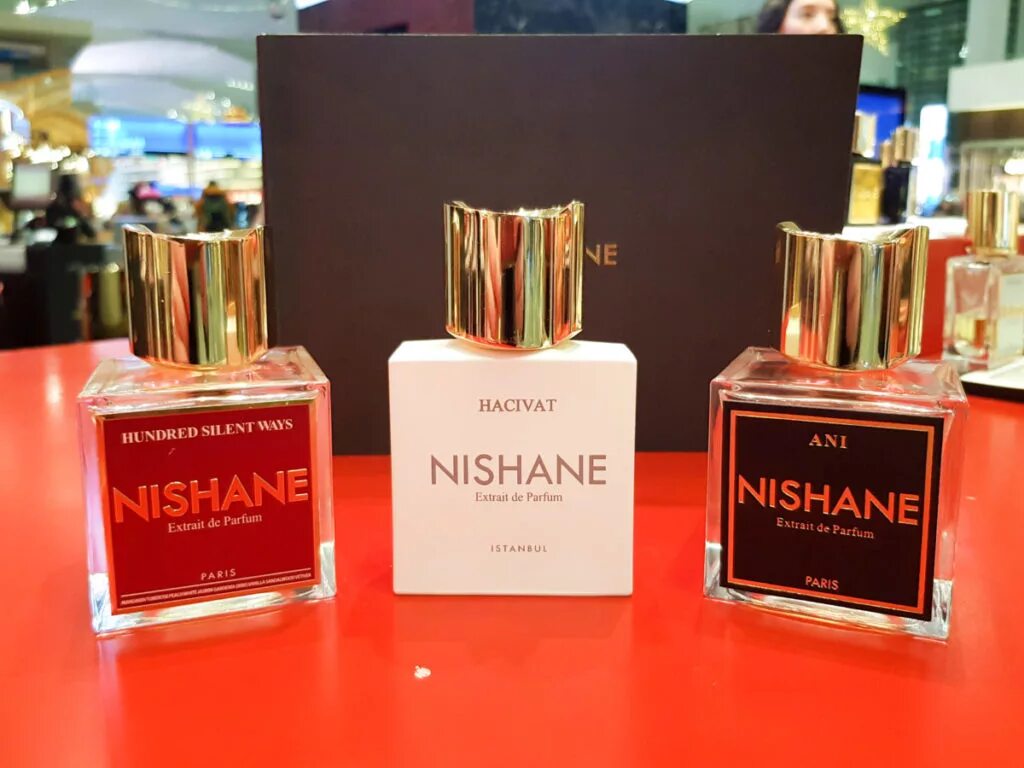 NE
HUNDRED SILENT WAYS
NISHANE
Extrait de Parfum
PARIS
HACIVAT
NISHANE
Extrait de Parfum
ISTANBUL
ANI
NISHANE
Extrait de Parfum
PARIS